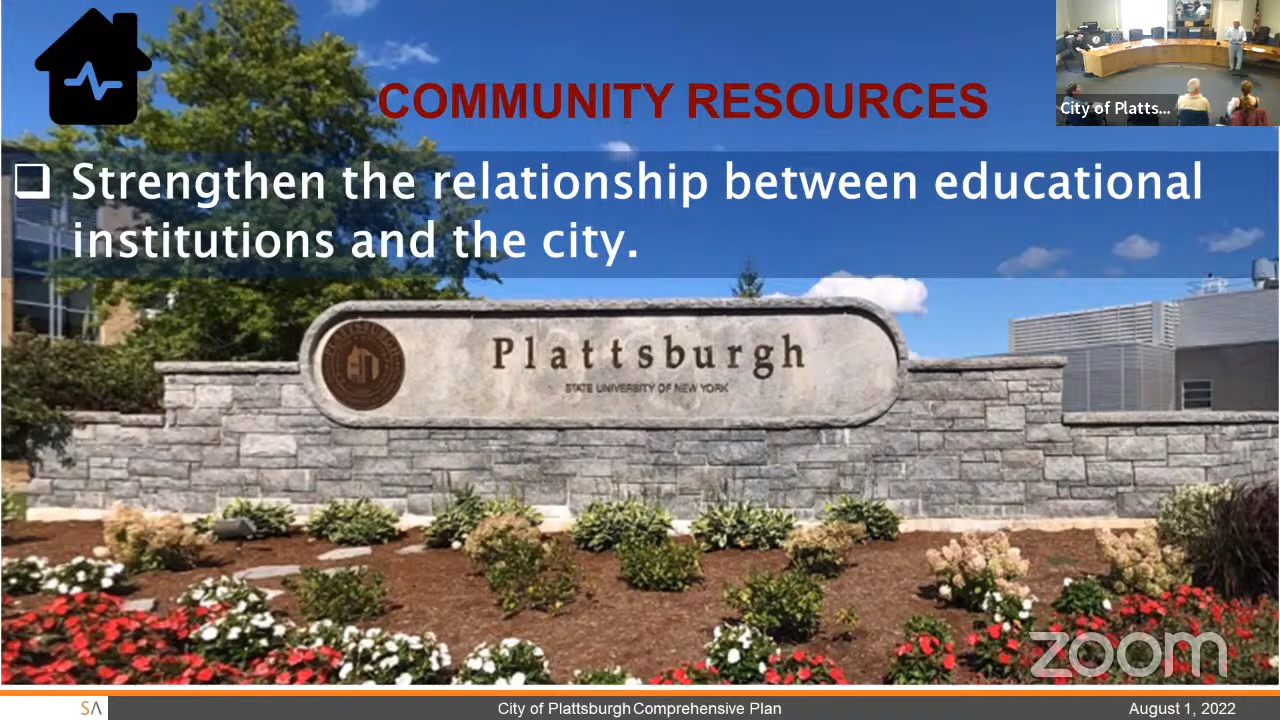 COMMUNITY RESOURCES
City of Platts...
❑ Strengthen the relationship between educational
institutions and the city.
Plattsburgh
STATE UNIVERSITY OF NEW YORK
zoom
SA
City of Plattsburgh Comprehensive Plan
August 1, 2022